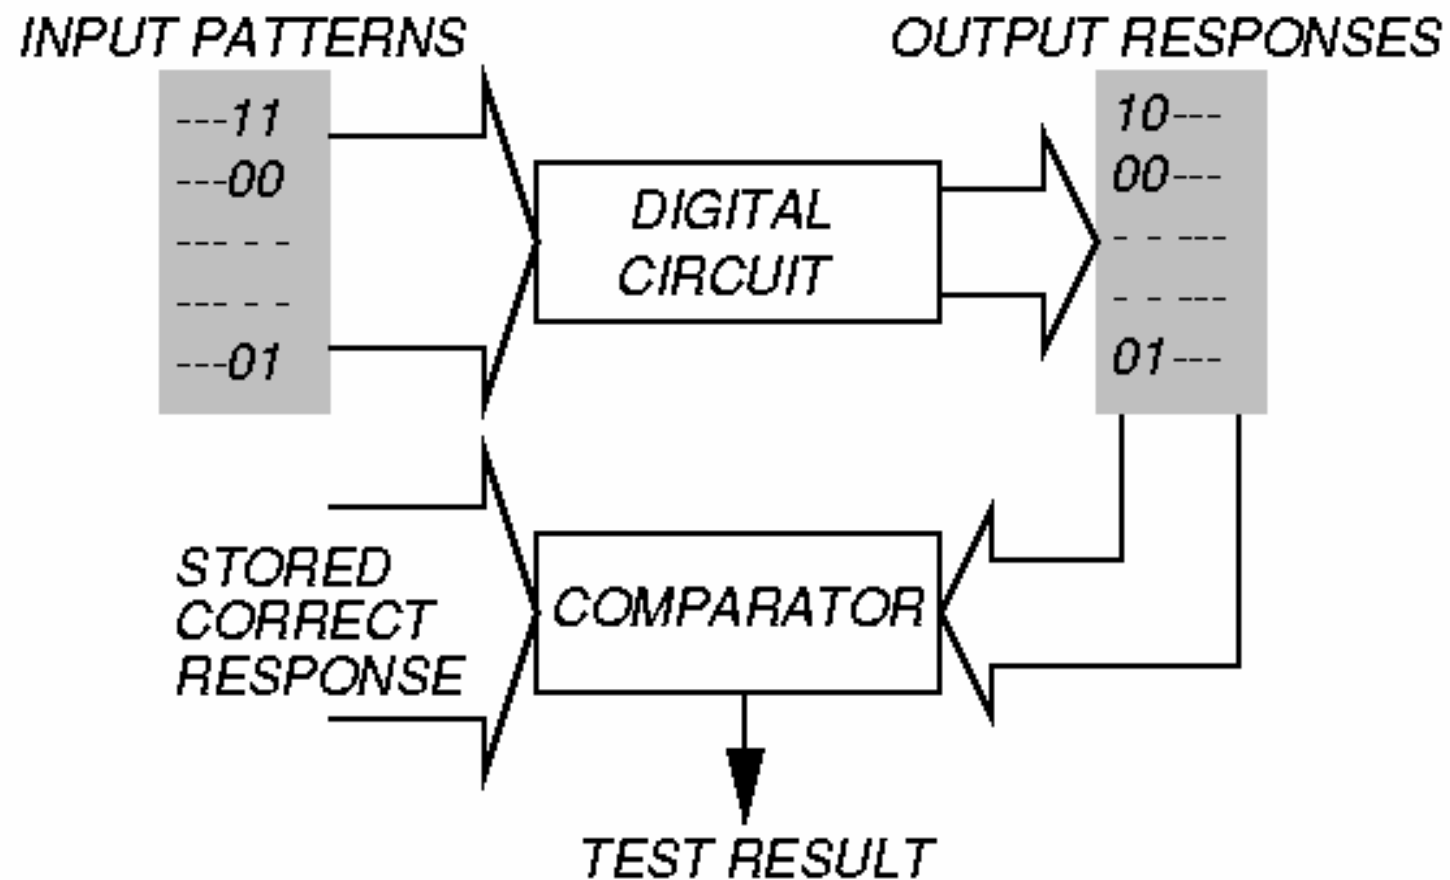 INPUT PATTERNS
OUTPUT RESPONSES
---11
---00
--- - -
--- - -
---01
DIGITAL
CIRCUIT
10---
00---
- - ---
- - ---
01---
STORED
CORRECT
RESPONSE
COMPARATOR
TEST RESULT